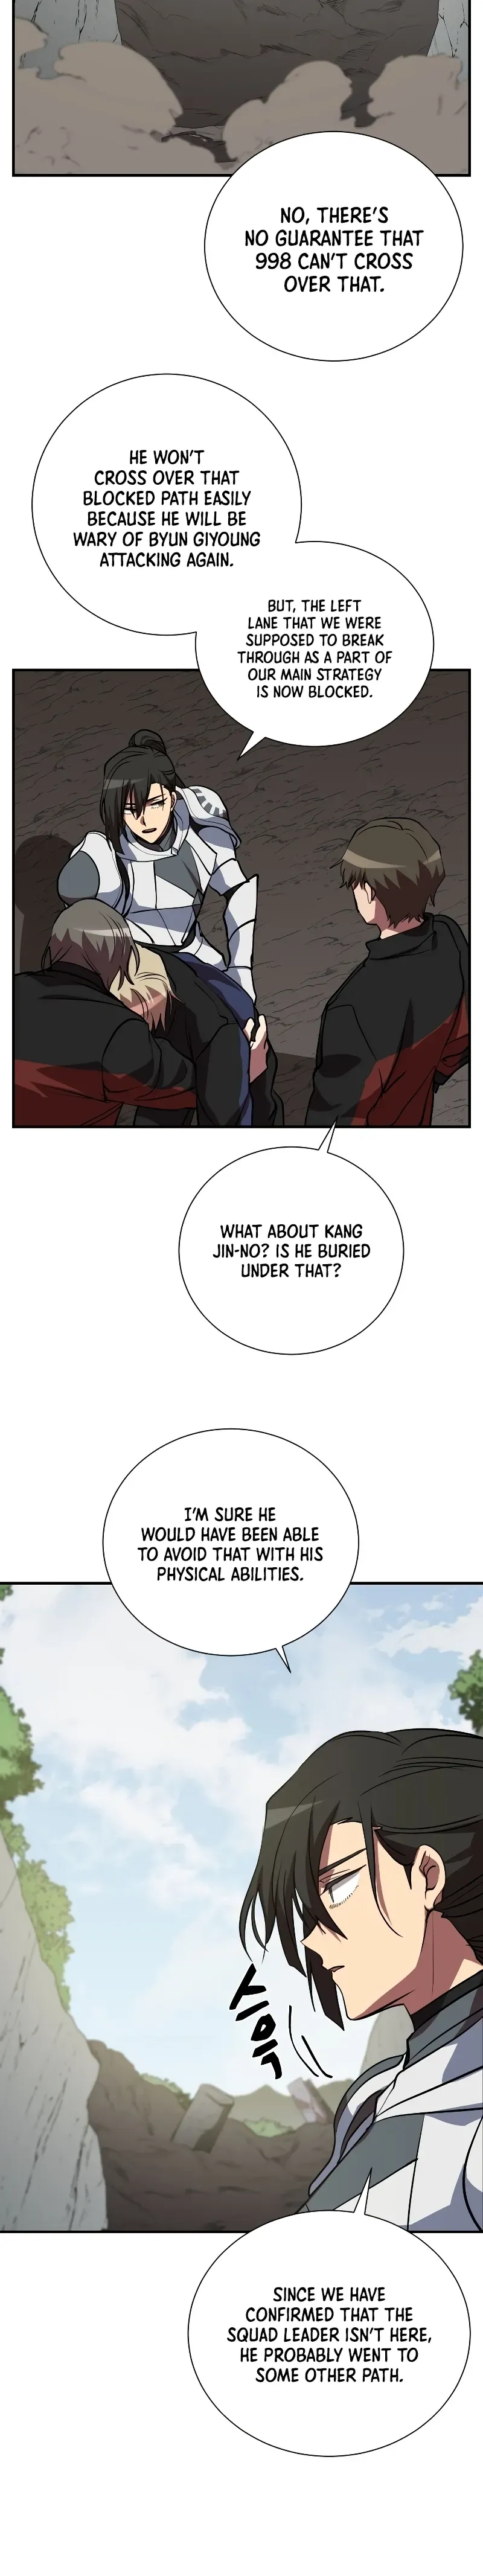 NO, THERE'S
NO GUARANTEE THAT
998 CAN'T CROSS
OVER THAT.
HE WON'T
CROSS OVER THAT
BLOCKED PATH EASILY
BECAUSE HE WILL BE
WARY OF BYUN GIYOUNG
ATTACKING AGAIN.
BUT, THE LEFT
LANE THAT WE WERE
SUPPOSED TO BREAK
THROUGH AS A PART OF
OUR MAIN STRATEGY
IS NOW BLOCKED.
WHAT ABOUT KANG
JIN-NO? IS HE BURIED
UNDER THAT?
I'M SURE HE
WOULD HAVE BEEN ABLE
TO AVOID THAT WITH HIS
PHYSICAL ABILITIES.
스윽
SINCE WE HAVE
CONFIRMED THAT THE
SQUAD LEADER ISN'T HERE,
HE PROBABLY WENT TO
SOME OTHER PATH.